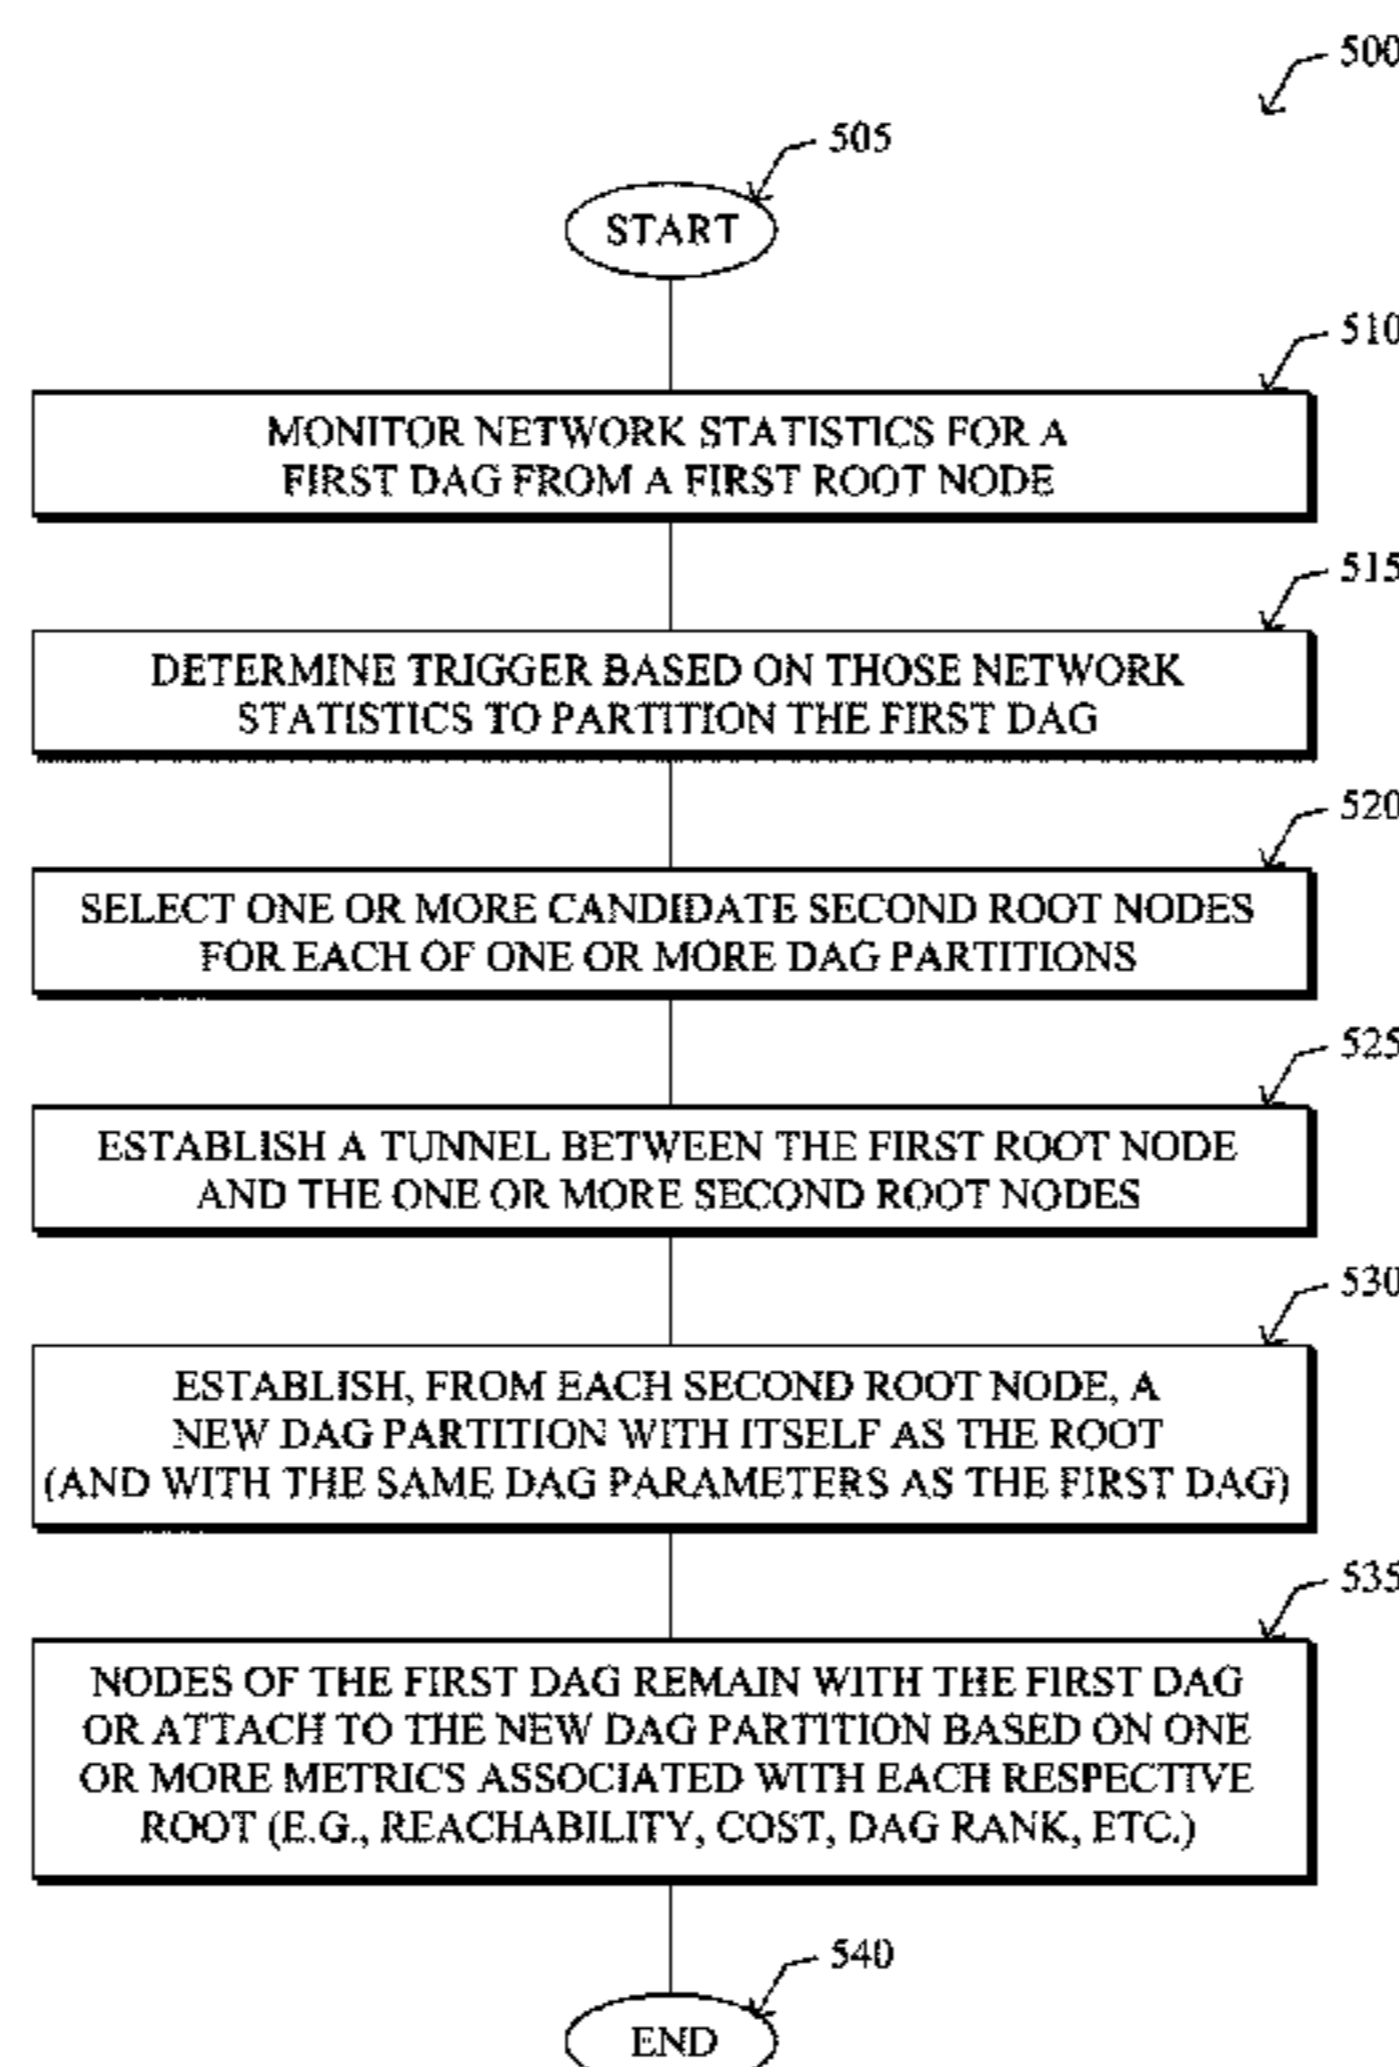 500
505
START
510
MONITOR NETWORK STATISTICS FOR A
FIRST DAG FROM A FIRST ROOT NODE
515
DETERMINE TRIGGER BASED ON THOSE NETWORK
STATISTICS TO PARTITION THE FIRST DAG
520
SELECT ONE OR MORE CANDIDATE SECOND ROOT NODES
FOR EACH OF ONE OR MORE DAG PARTITIONS
525
ESTABLISH A TUNNEL BETWEEN THE FIRST ROOT NODE
AND THE ONE OR MORE SECOND ROOT NODES
530
ESTABLISH, FROM EACH SECOND ROOT NODE, A
NEW DAG PARTITION WITH ITSELF AS THE ROOT
(AND WITH THE SAME DAG PARAMETERS AS THE FIRST DAG)
535
NODES OF THE FIRST DAG REMAIN WITH THE FIRST DAG
OR ATTACH TO THE NEW DAG PARTITION BASED ON ONE
OR MORE METRICS ASSOCIATED WITH EACH RESPECTIVE
ROOT (E.G., REACHABILITY, COST, DAG RANK, ETC.)
540
END